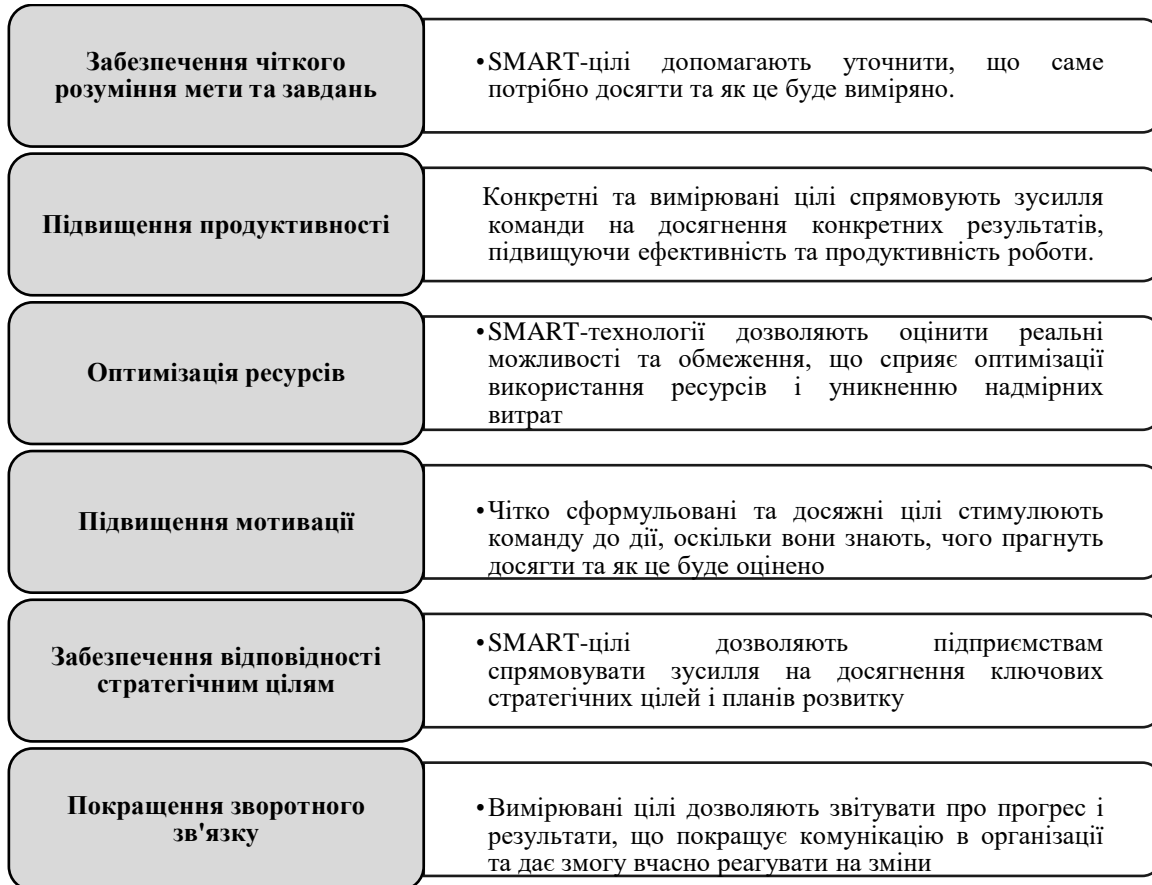 Забезпечення чіткого
розуміння мети та завдань
•SMART-цілі допомагають уточнити, що саме
потрібно досягти та як це буде виміряно.
Підвищення продуктивності
Конкретні та вимірювані цілі спрямовують зусилля
команди на досягнення конкретних результатів,
підвищуючи ефективність та продуктивність роботи.
Оптимізація ресурсів
•SMART-технології дозволяють оцінити реальні
можливості та обмеження, що сприяє оптимізації
використання ресурсів і уникненню надмірних
витрат
Підвищення мотивації
•Чітко сформульовані та досяжні цілі стимулюють
команду до дії, оскільки вони знають, чого прагнуть
досягти та як це буде оцінено
Забезпечення відповідності
стратегічним цілям
•SMART-цілі дозволяють підприємствам
спрямовувати зусилля на досягнення ключових
стратегічних цілей і планів розвитку
Покращення зворотного
зв'язку
•Вимірювані цілі дозволяють звітувати про прогрес і
результати, що покращує комунікацію в організації
та дає змогу вчасно реагувати на зміни